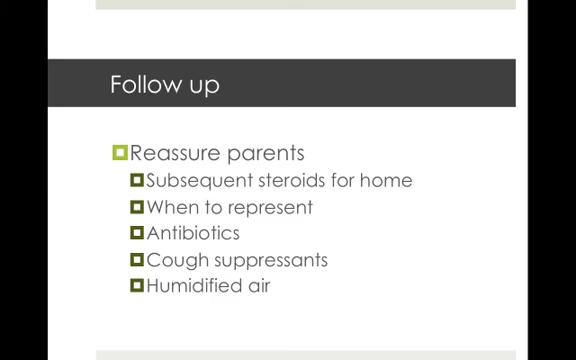 Follow up
Reassure parents
Subsequent steroids for home
When to represent
Antibiotics
Cough suppressants
Humidified air